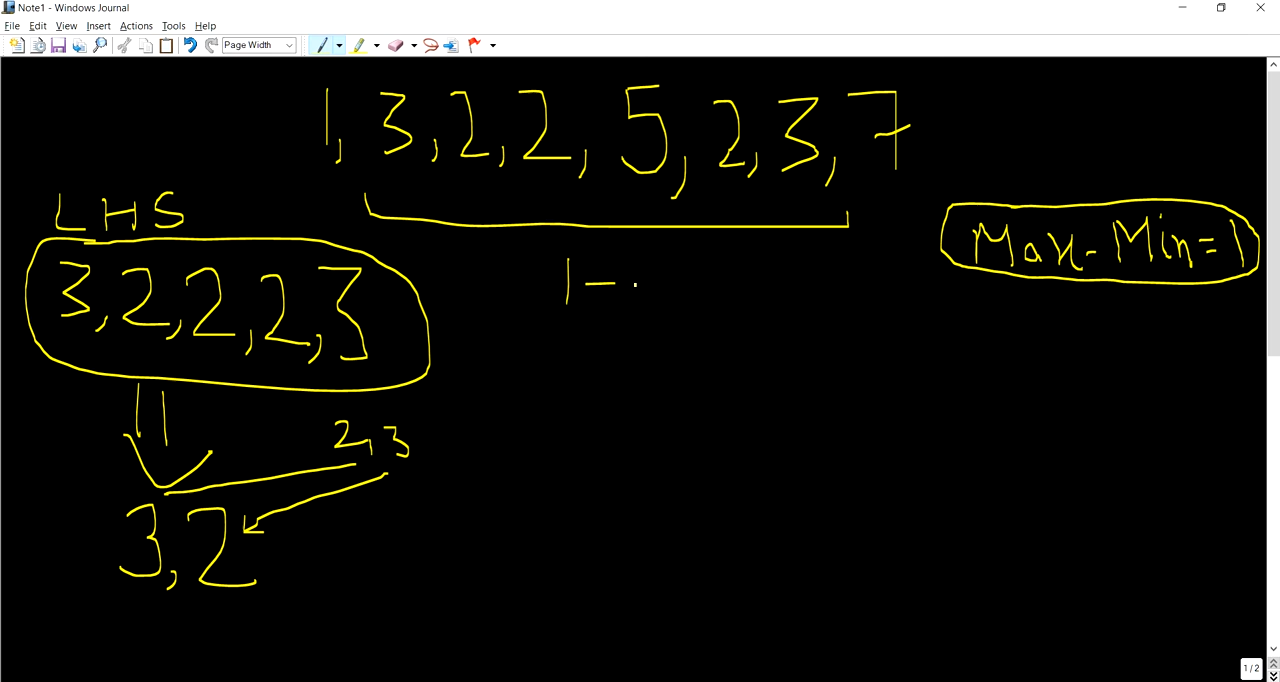 Note1 - Windows Journal
File Edit View Insert Actions Tools Help
Page Width
1, 3, 2, 2, 5, 2, 3, 7
LHS
Max - Min = 1
3, 2, 2, 2, 3
1 - .
2, 3
3, 2
1 / 2